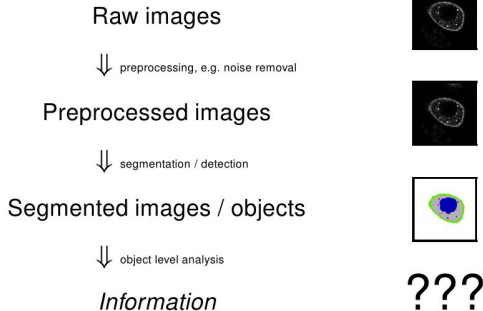 Raw images
⇓ preprocessing, e.g. noise removal
Preprocessed images
⇓ segmentation / detection
Segmented images / objects
⇓ object level analysis
Information
???